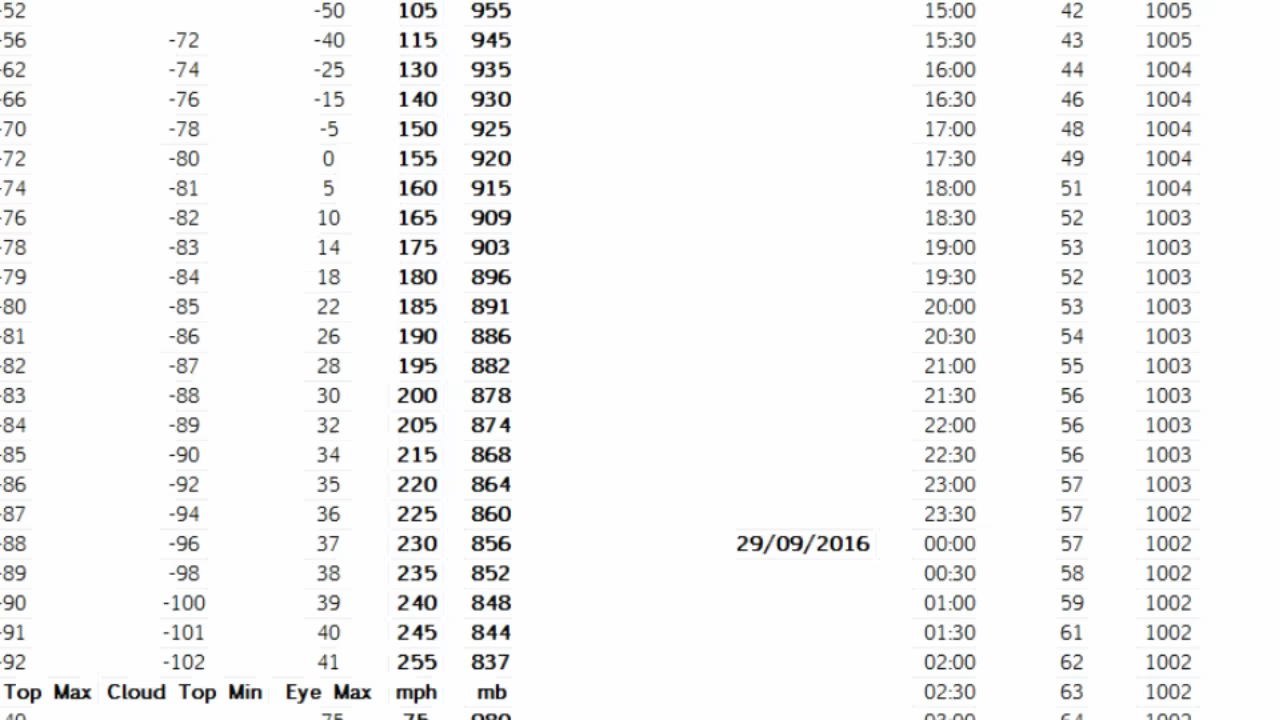 -52 -50 105 955 15:00 42 1005
-56 -72 -40 115 945 15:30 43 1005
-62 -74 -25 130 935 16:00 44 1004
-66 -76 -15 140 930 16:30 46 1004
-70 -78 -5 150 925 17:00 48 1004
-72 -80 0 155 920 17:30 49 1004
-74 -81 5 160 915 18:00 51 1004
-76 -82 10 165 909 18:30 52 1003
-78 -83 14 175 903 19:00 53 1003
-79 -84 18 180 896 19:30 52 1003
-80 -85 22 185 891 20:00 53 1003
-81 -86 26 190 886 20:30 54 1003
-82 -87 28 195 882 21:00 55 1003
-83 -88 30 200 878 21:30 56 1003
-84 -89 32 205 874 22:00 56 1003
-85 -90 34 215 868 22:30 56 1003
-86 -92 35 220 864 23:00 57 1003
-87 -94 36 225 860 23:30 57 1002
-88 -96 37 230 856 29/09/2016 00:00 57 1002
-89 -98 38 235 852 00:30 58 1002
-90 -100 39 240 848 01:00 59 1002
-91 -101 40 245 844 01:30 61 1002
-92 -102 41 255 837 02:00 62 1002
Top Max Cloud Top Min Eye Max mph mb 02:30 63 1002